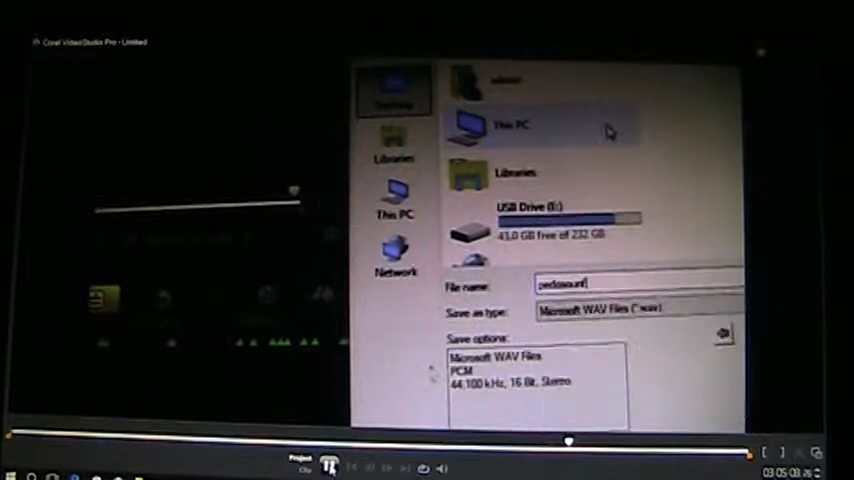 Corel VideoStudio Pro - Untitled
admin
This PC
Libraries
Libraries
This PC
USB Drive (I:)
43.0 GB free of 232 GB
Network
File name:
Save as type: Microsoft WAV Files (*.wav)
Save options:
Microsoft WAV Files
PCM
44,100 kHz, 16 Bit, Stereo
Project
Clip